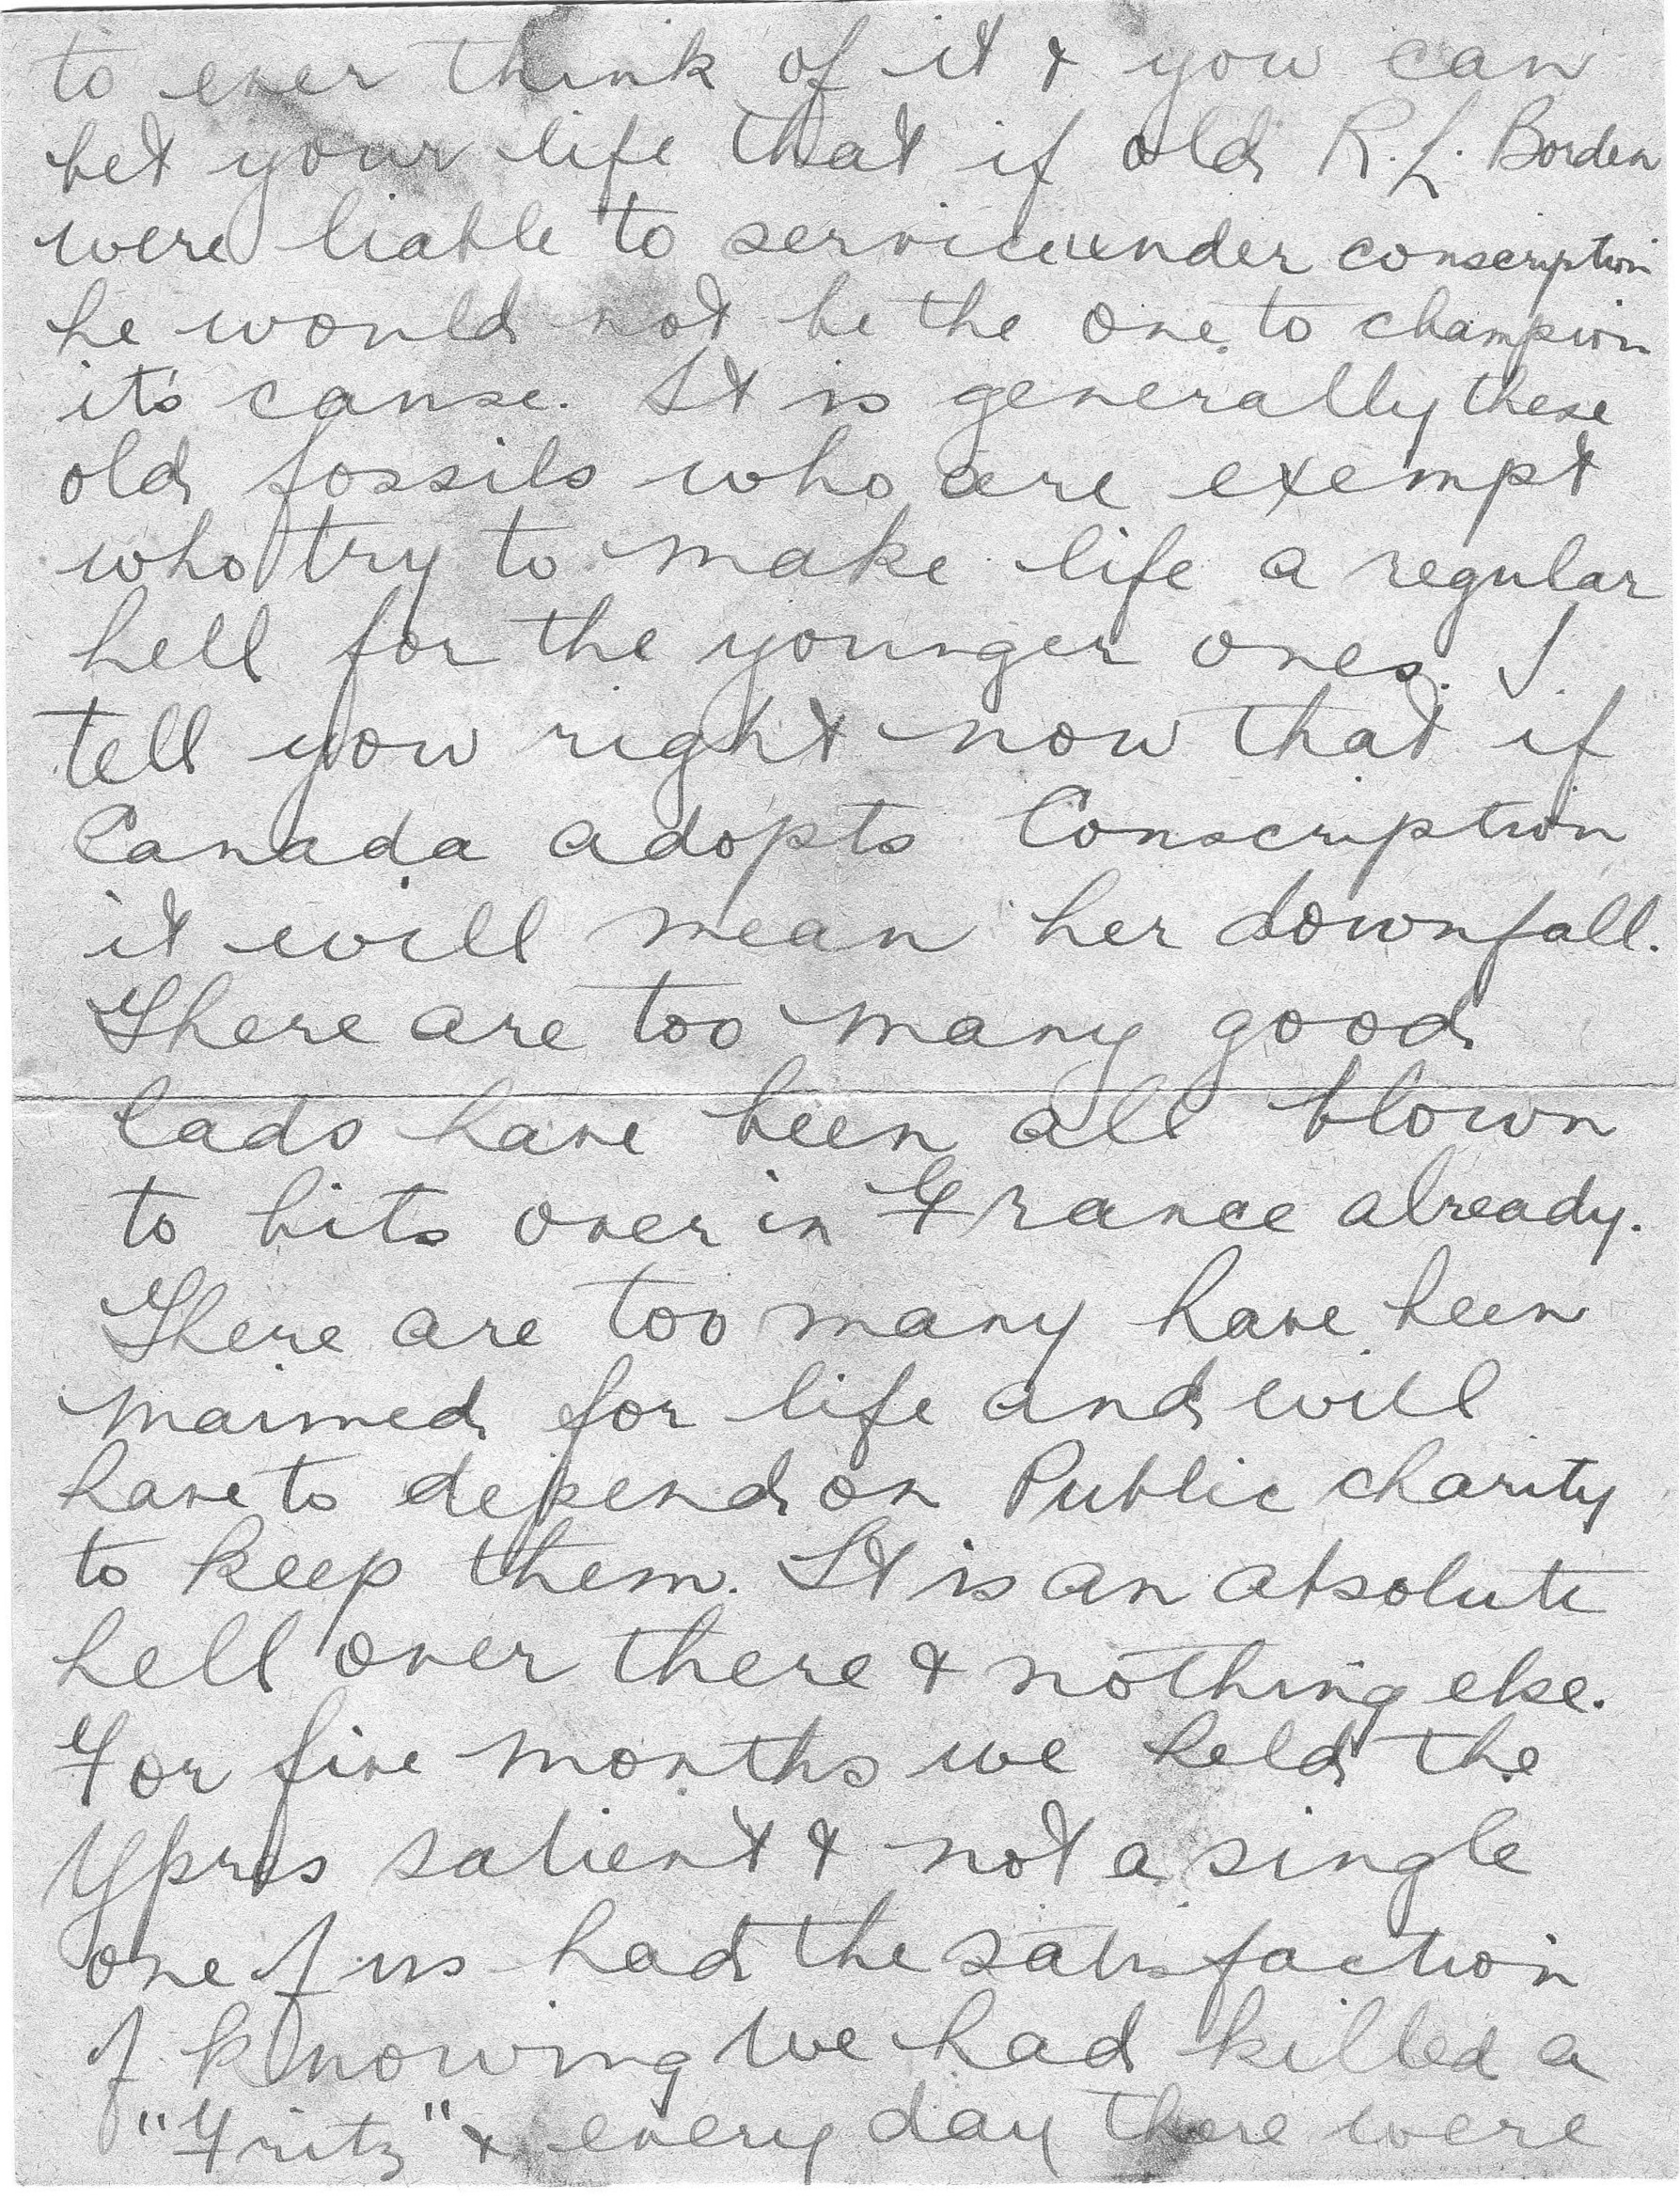 to ever think of it & you can
bet your life that if old R. L. Borden
were liable to service under conscription
he would not be the one to champion
it's cause. It is generally these
old fossils who are exempt
who try to make life a regular
hell for the younger ones. I
tell you right now that if
Canada adopts Conscription
it will mean her downfall.
There are too many good
lads have been all blown
to bits over in France already.
There are too many have been
maimed for life and will
have to depend on Public charity
to keep them. It is an absolute
hell over there & nothing else.
For five months we held the
Ypres salient & not a single
one of us had the satisfaction
of knowing we had killed a
"Fritz" & every day there were